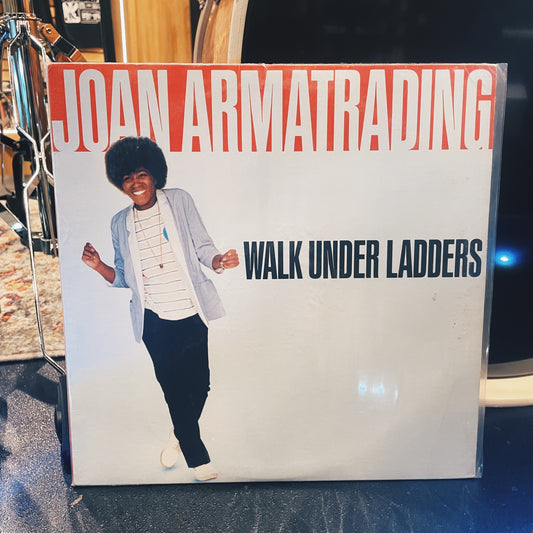 JOAN ARMATRADING
WALK UNDER LADDERS